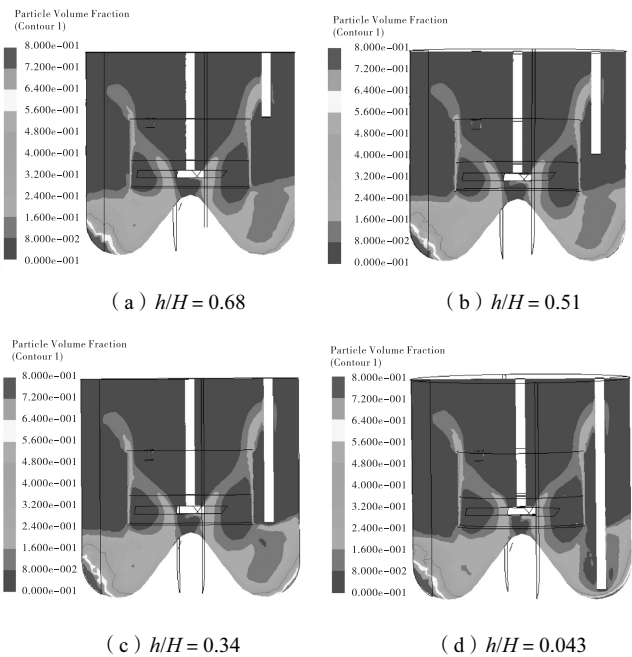 Particle Volume Fraction
(Contour 1)
8.000e-001
7.200e-001
6.400e-001
5.600e-001
4.800e-001
4.000e-001
3.200e-001
2.400e-001
1.600e-001
8.000e-002
0.000e-001
（a）h/H = 0.68
Particle Volume Fraction
(Contour 1)
8.000e-001
7.200e-001
6.400e-001
5.600e-001
4.800e-001
4.000e-001
3.200e-001
2.400e-001
1.600e-001
8.000e-002
0.000e-001
（b）h/H = 0.51
Particle Volume Fraction
(Contour 1)
8.000e-001
7.200e-001
6.400e-001
5.600e-001
4.800e-001
4.000e-001
3.200e-001
2.400e-001
1.600e-001
8.000e-002
0.000e-001
（c）h/H = 0.34
Particle Volume Fraction
(Contour 1)
8.000e-001
7.200e-001
6.400e-001
5.600e-001
4.800e-001
4.000e-001
3.200e-001
2.400e-001
1.600e-001
8.000e-002
0.000e-001
（d）h/H = 0.043